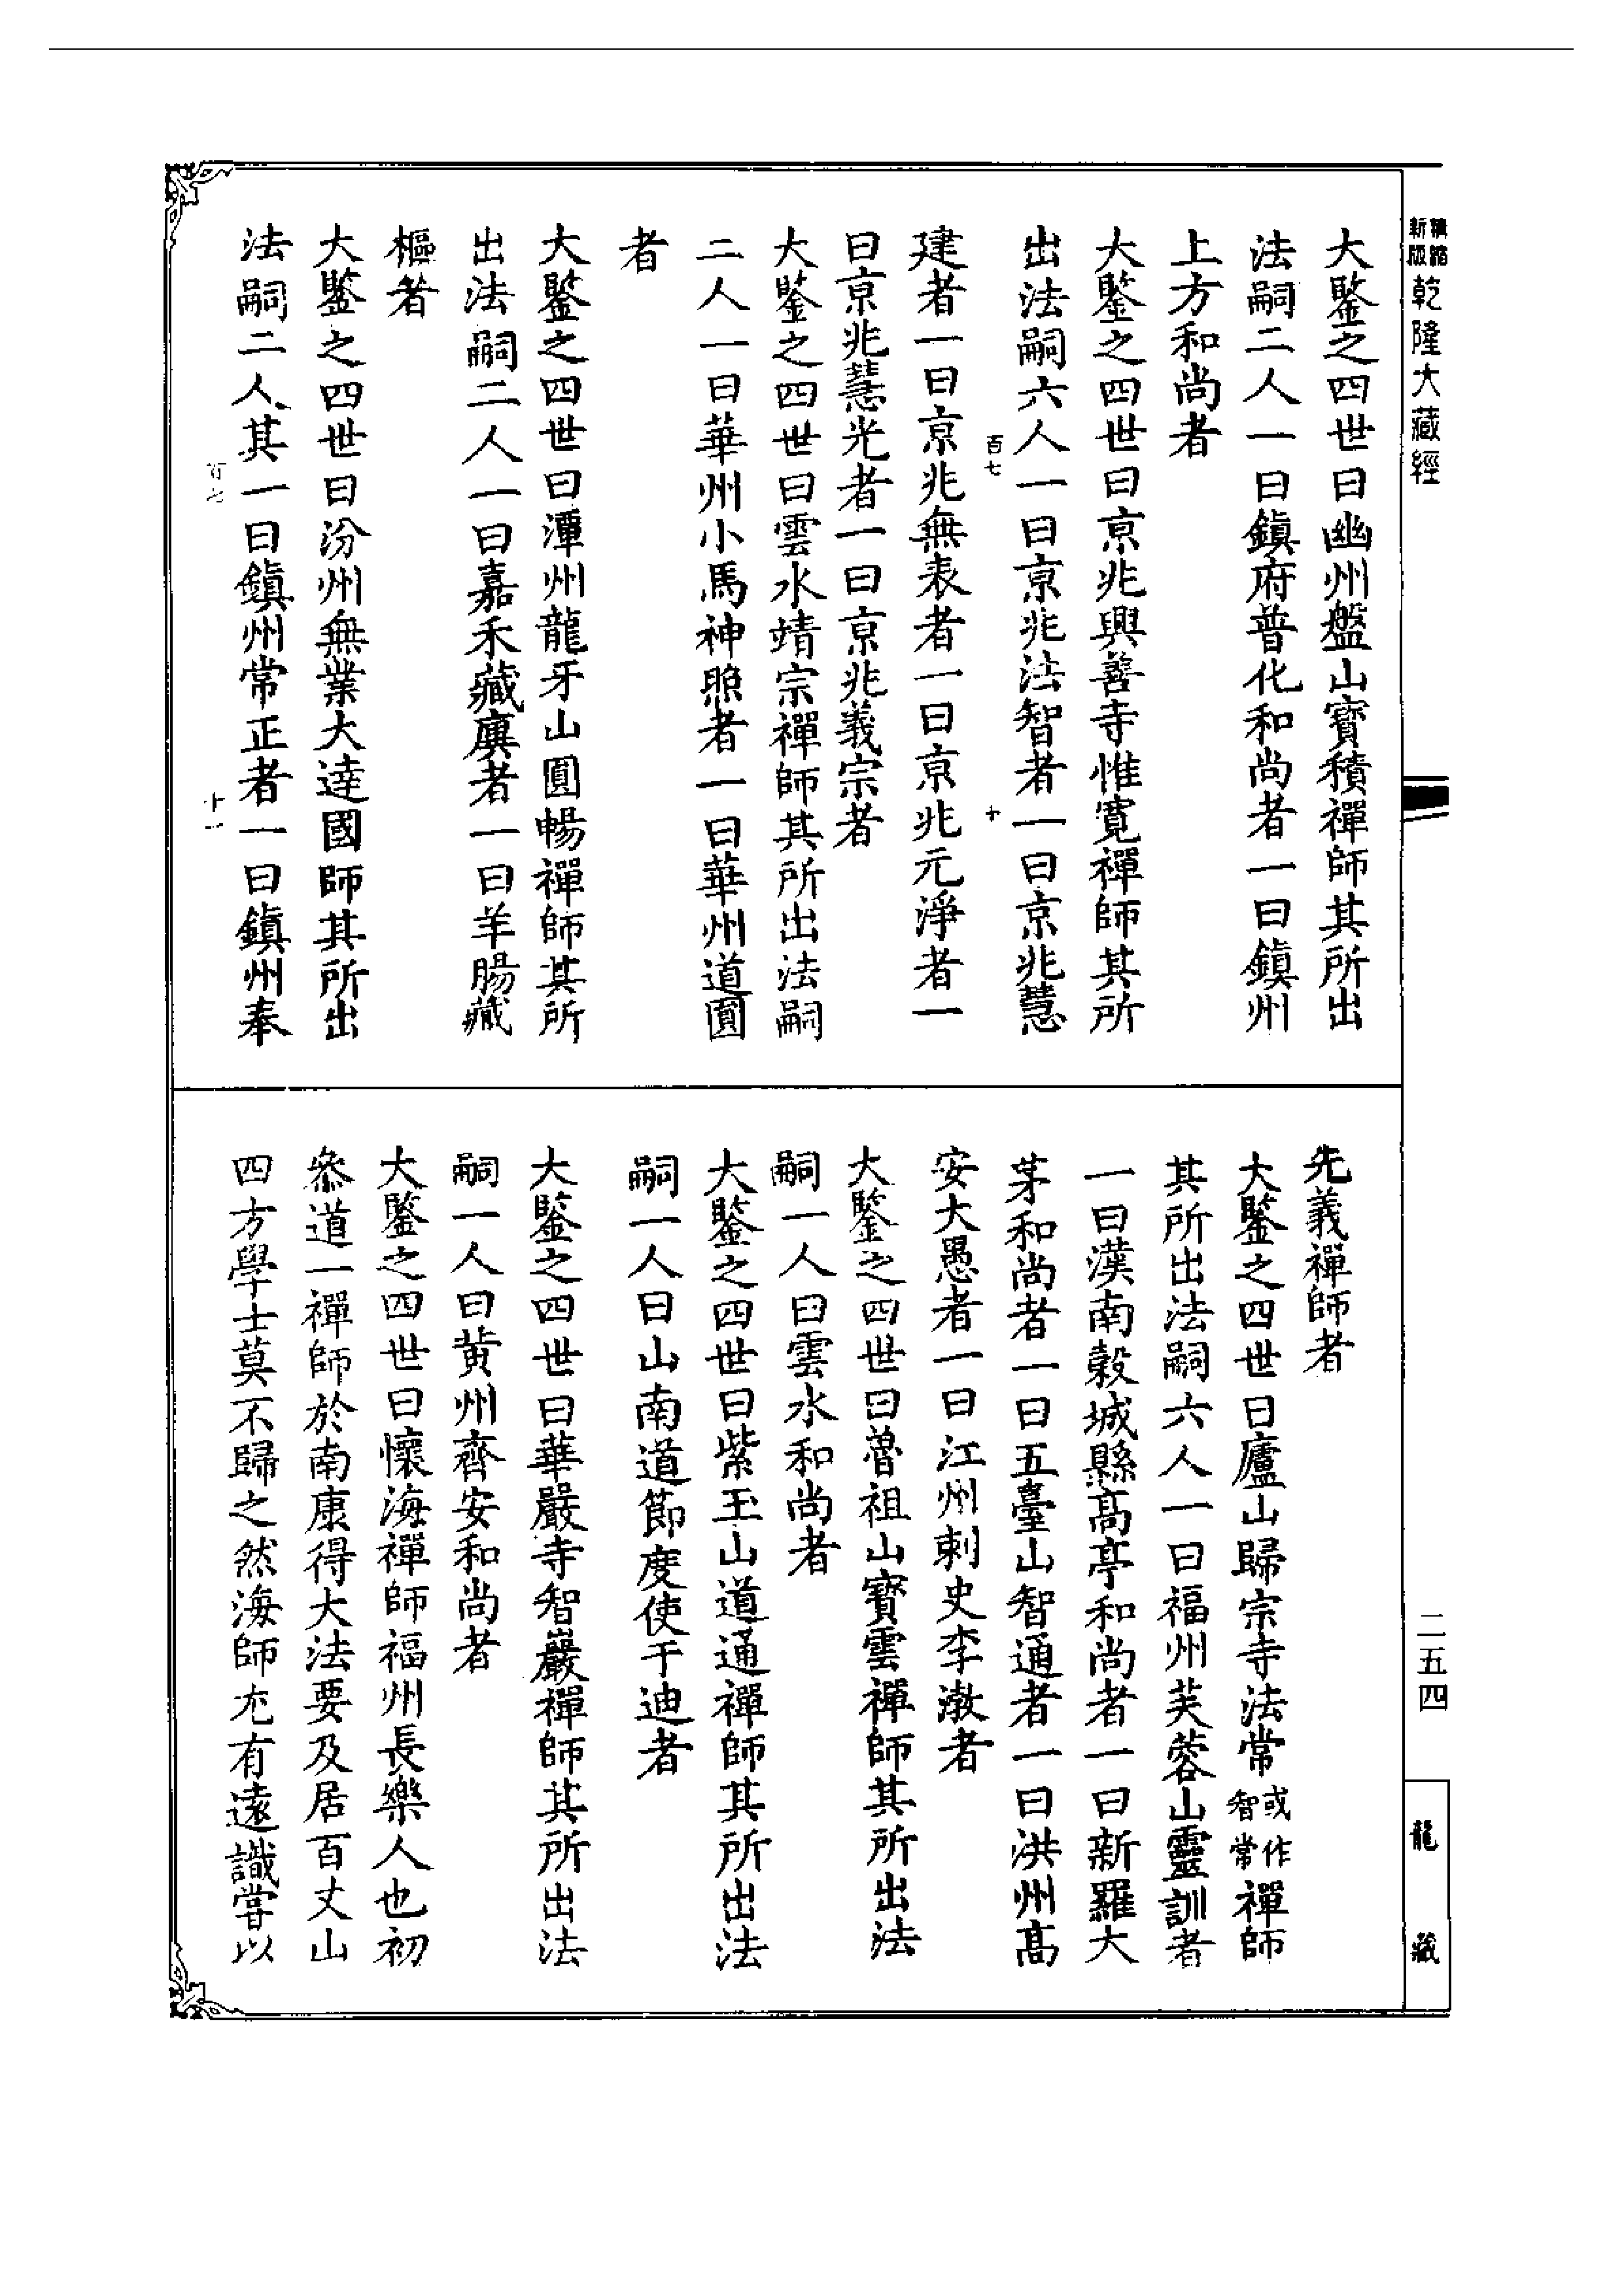 新版精縮乾隆大藏經
大鑒之四世曰幽州盤山寶積禪師其所出
法嗣二人一曰鎮府普化和尚者一曰鎮州
上方和尚者
大鑒之四世曰京兆興善寺惟寬禪師其所
出法嗣六人一曰京兆法智者一曰京兆慧
百七
十
建者一曰京兆無表者一曰京兆元淨者一
曰京兆慧光者一曰京兆義宗者
大鑒之四世曰雲水靖宗禪師其所出法嗣
二人一曰華州小馬神照者一曰華州道圓
者
大鑒之四世曰潭州龍牙山圓暢禪師其所
出法嗣二人一曰嘉禾藏廙者一曰羊腸藏
樞者
大鑒之四世曰汾州無業大達國師其所出
法嗣二人其一曰鎮州常正者一曰鎮州奉
百七
十一
先義禪師者
大鑒之四世曰廬山歸宗寺法常或作智常禪師
其所出法嗣六人一曰福州芙蓉山靈訓者
一曰漢南穀城縣高亭和尚者一曰新羅大
茅和尚者一曰五臺山智通者一曰洪州高
安大愚者一曰江州刺史李渤者
大鑒之四世曰魯祖山寶雲禪師其所出法
嗣一人曰雲水和尚者
大鑒之四世曰紫玉山道通禪師其所出法
嗣一人曰山南道節度使于迪者
大鑒之四世曰華嚴寺智巖禪師其所出法
嗣一人曰黃州齊安和尚者
大鑒之四世曰懷海禪師福州長樂人也初
叅道一禪師於南康得大法要及居百丈山
四方學士莫不歸之然海師尤有遠識嘗以
二五四
龍藏